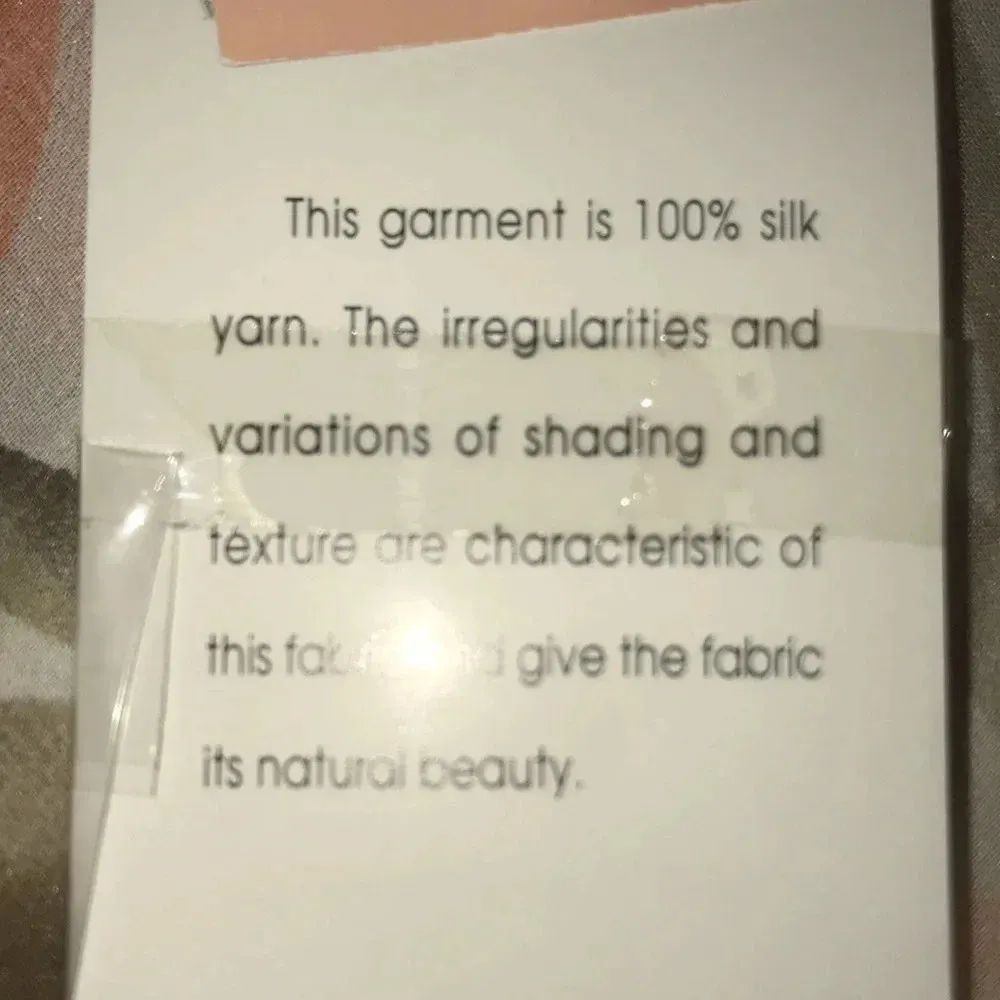 This garment is 100% silk
yarn. The irregularities and
variations of shading and
texture are characteristic of
this give the fabric
its natural beauty.